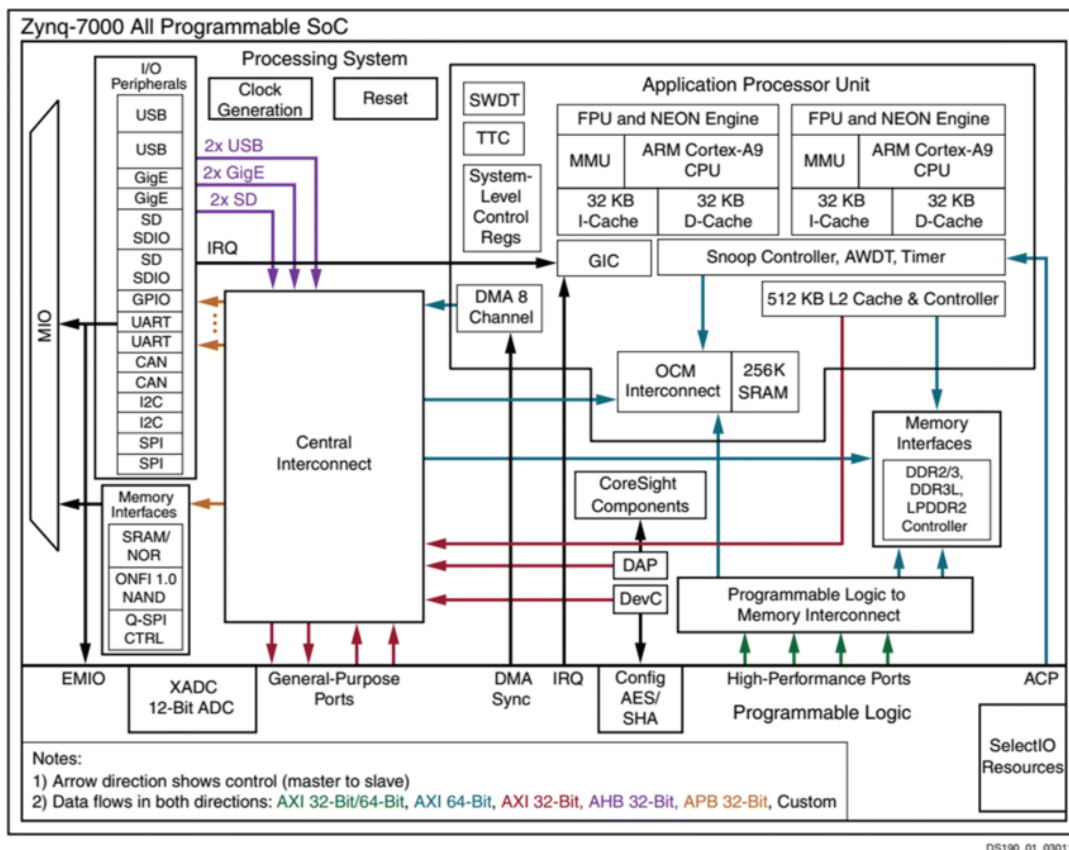 Zynq-7000 All Programmable SoC
I/O
Peripherals
USB
USB
GigE
GigE
SD
SDIO
SD
SDIO
GPIO
UART
UART
CAN
CAN
I2C
I2C
SPI
SPI
MIO
Memory
Interfaces
SRAM/
NOR
ONFI 1.0
NAND
Q-SPI
CTRL
Processing System
Clock
Generation
Reset
2x USB
2x GigE
2x SD
IRQ
Central
Interconnect
SWDT
TTC
System-
Level
Control
Regs
Application Processor Unit
FPU and NEON Engine
MMU
ARM Cortex-A9
CPU
32 KB
I-Cache
32 KB
D-Cache
FPU and NEON Engine
MMU
ARM Cortex-A9
CPU
32 KB
I-Cache
32 KB
D-Cache
GIC
Snoop Controller, AWDT, Timer
DMA 8
Channel
512 KB L2 Cache & Controller
OCM
Interconnect
256K
SRAM
Memory
Interfaces
DDR2/3,
DDR3L,
LPDDR2
Controller
CoreSight
Components
DAP
DevC
Programmable Logic to
Memory Interconnect
EMIO
XADC
12-Bit ADC
General-Purpose
Ports
DMA
Sync
IRQ
Config
AES/
SHA
High-Performance Ports
ACP
Programmable Logic
SelectIO
Resources
Notes:
1) Arrow direction shows control (master to slave)
2) Data flows in both directions: AXI 32-Bit/64-Bit, AXI 64-Bit, AXI 32-Bit, AHB 32-Bit, APB 32-Bit, Custom